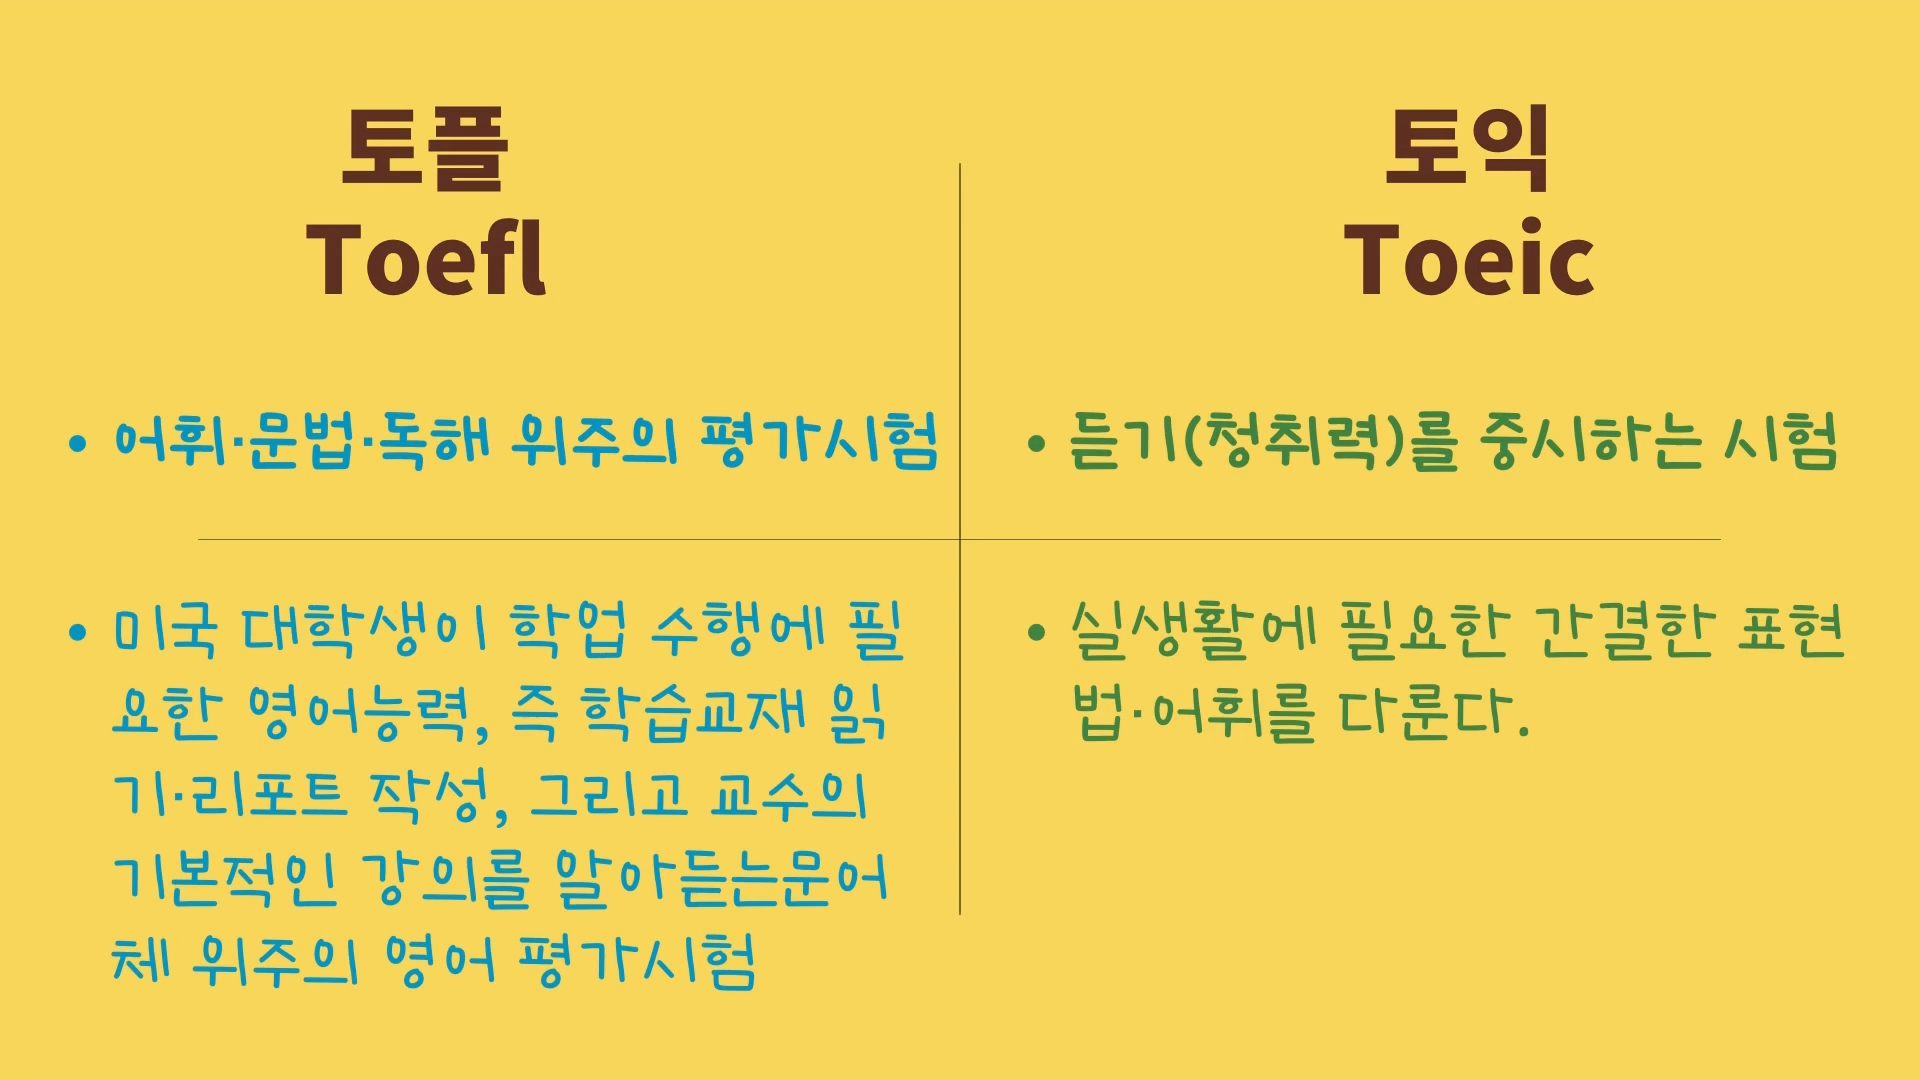 토플
Toefl
• 어휘·문법·독해 위주의 평가시험
• 미국 대학생이 학업 수행에 필
요한 영어능력, 즉 학습교재 읽
기·리포트 작성, 그리고 교수의
기본적인 강의를 알아듣는문어
체 위주의 영어 평가시험
토익
Toeic
• 듣기(청취력)를 중시하는 시험
• 실생활에 필요한 간결한 표현
법·어휘를 다룬다.